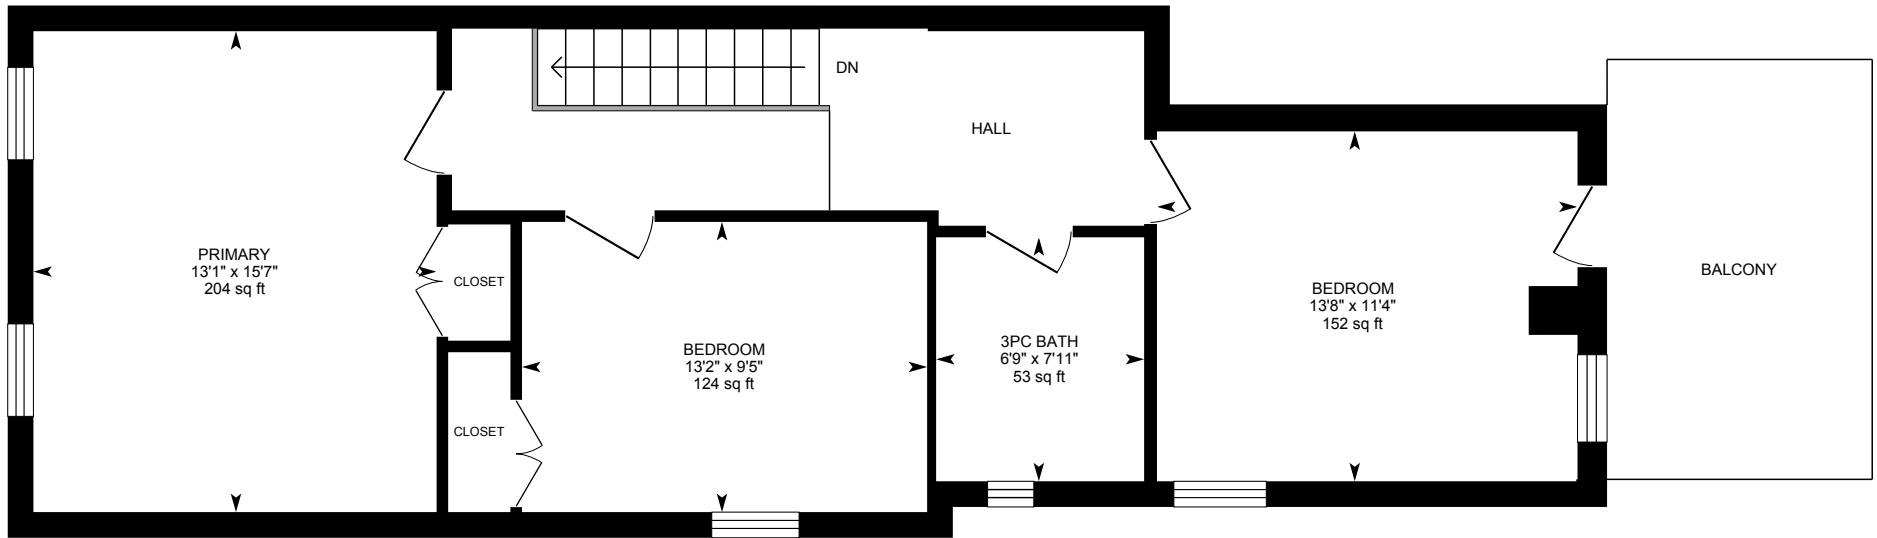 DN
HALL
PRIMARY
13'1" x 15'7"
204 sq ft
CLOSET
BALCONY
BEDROOM
13'8" x 11'4"
152 sq ft
3PC BATH
6'9" x 7'11"
53 sq ft
BEDROOM
13'2" x 9'5"
124 sq ft
CLOSET